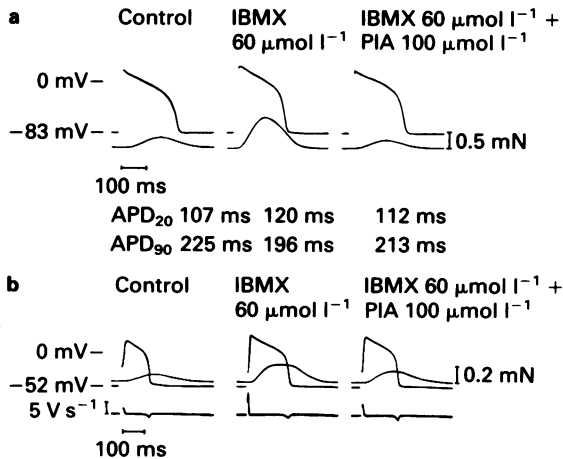 a
Control IBMX IBMX 60 μmol l⁻¹ +
60 μmol l⁻¹ PIA 100 μmol l⁻¹
0 mV–
–83 mV–
0.5 mN
100 ms
APD₂₀ 107 ms 120 ms 112 ms
APD₉₀ 225 ms 196 ms 213 ms
b
Control IBMX IBMX 60 μmol l⁻¹ +
60 μmol l⁻¹ PIA 100 μmol l⁻¹
0 mV–
–52 mV–
0.2 mN
5 V s⁻¹
100 ms